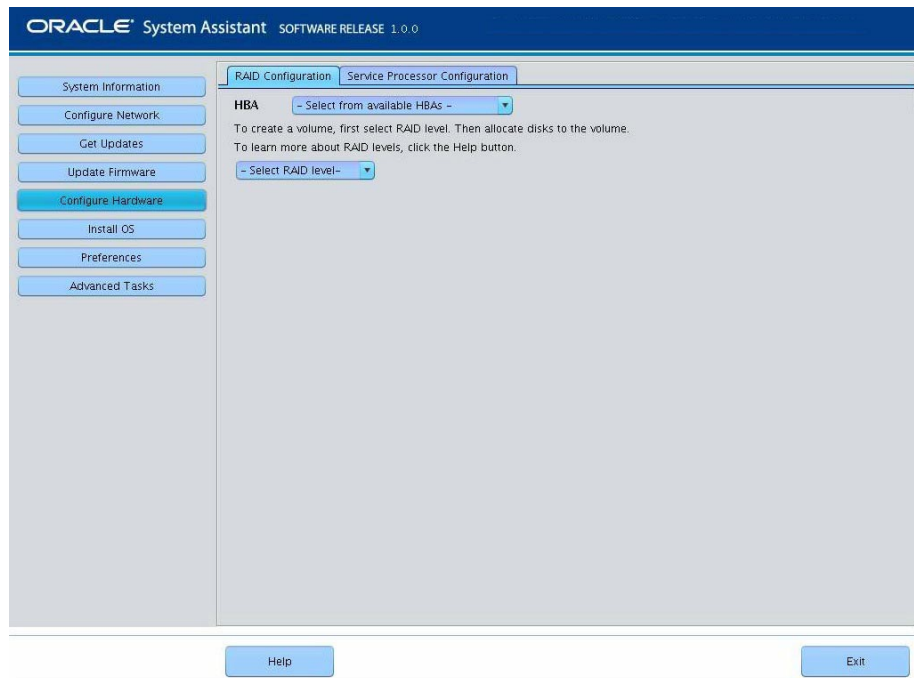 ORACLE System Assistant SOFTWARE RELEASE 1.0.0
System Information
Configure Network
Get Updates
Update Firmware
Configure Hardware
Install OS
Preferences
Advanced Tasks
RAID Configuration
Service Processor Configuration
HBA - Select from available HBAs -
To create a volume, first select RAID level. Then allocate disks to the volume.
To learn more about RAID levels, click the Help button.
- Select RAID level-
Help
Exit